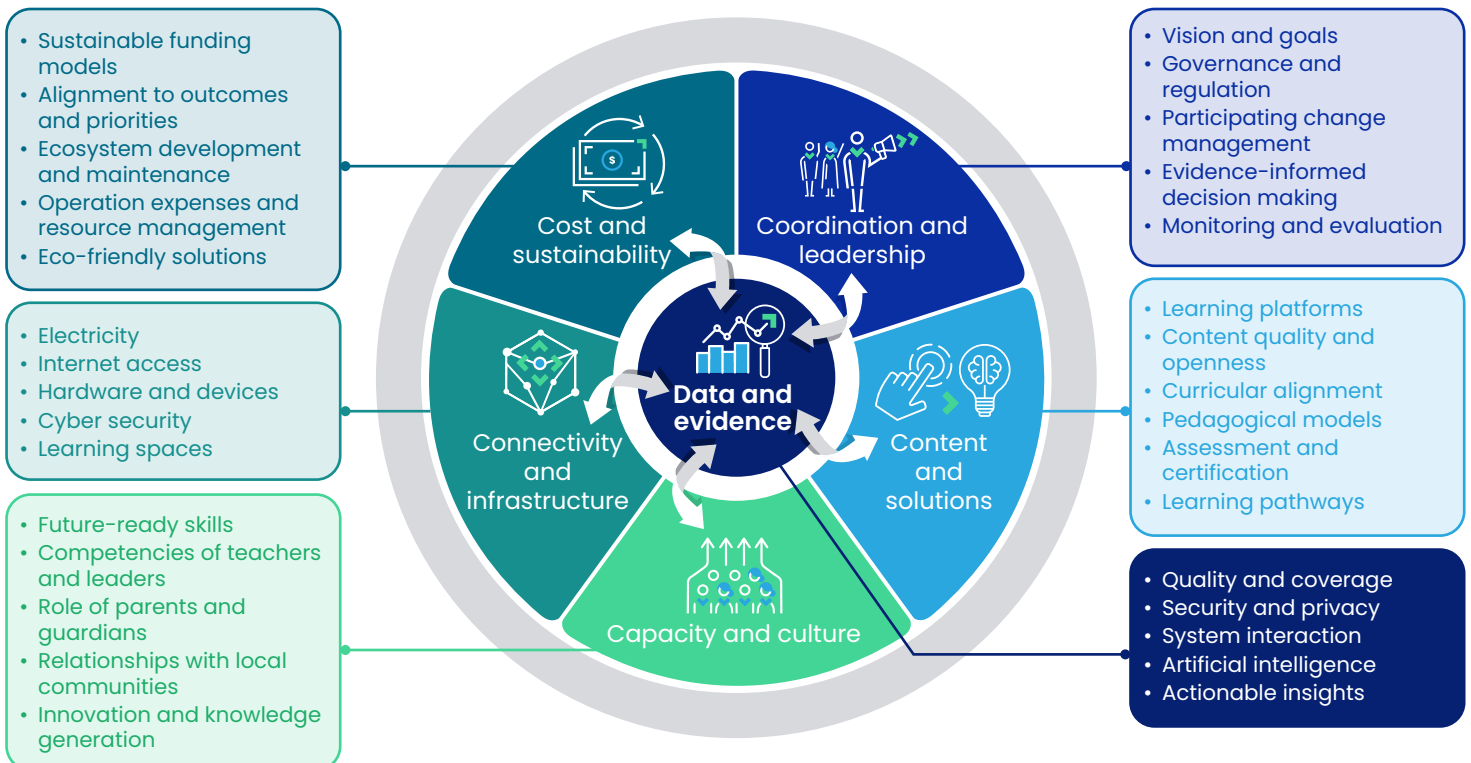 • Sustainable funding
models
• Alignment to outcomes
and priorities
• Ecosystem development
and maintenance
• Operation expenses and
resource management
• Eco-friendly solutions
• Electricity
• Internet access
• Hardware and devices
• Cyber security
• Learning spaces
• Future-ready skills
• Competencies of teachers
and leaders
• Role of parents and
guardians
• Relationships with local
communities
• Innovation and knowledge
generation
$
Cost and
sustainability
Coordination and
leadership
Data and
evidence
Connectivity
and
infrastructure
Content
and
solutions
Capacity and culture
• Vision and goals
• Governance and
regulation
• Participating change
management
• Evidence-informed
decision making
• Monitoring and evaluation
• Learning platforms
• Content quality and
openness
• Curricular alignment
• Pedagogical models
• Assessment and
certification
• Learning pathways
• Quality and coverage
• Security and privacy
• System interaction
• Artificial intelligence
• Actionable insights